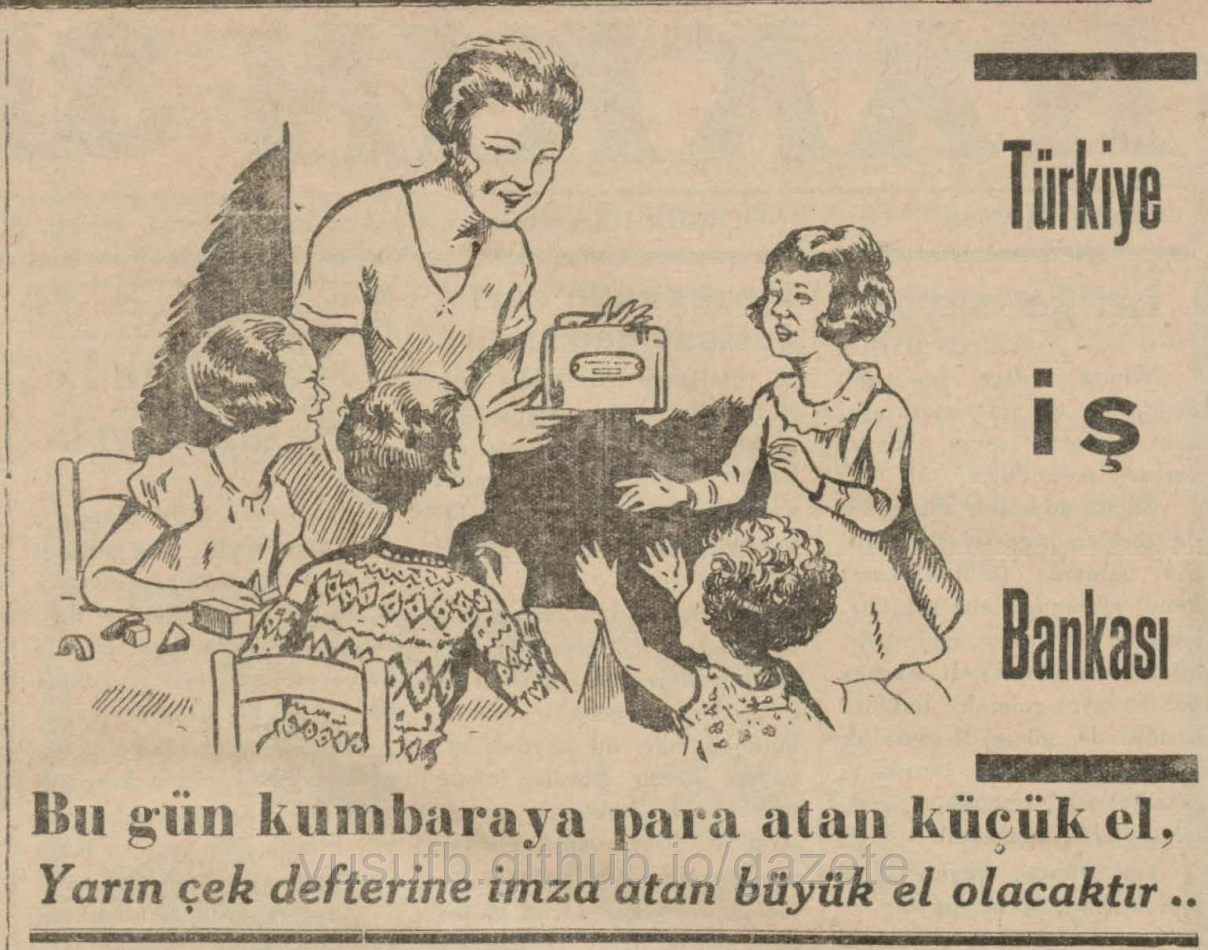 Türkiye
iş
Bankası
Bu gün kumbaraya para atan küçük el,
yusufb.github.io/gazete
Yarın çek defterine imza atan büyük el olacaktır ..